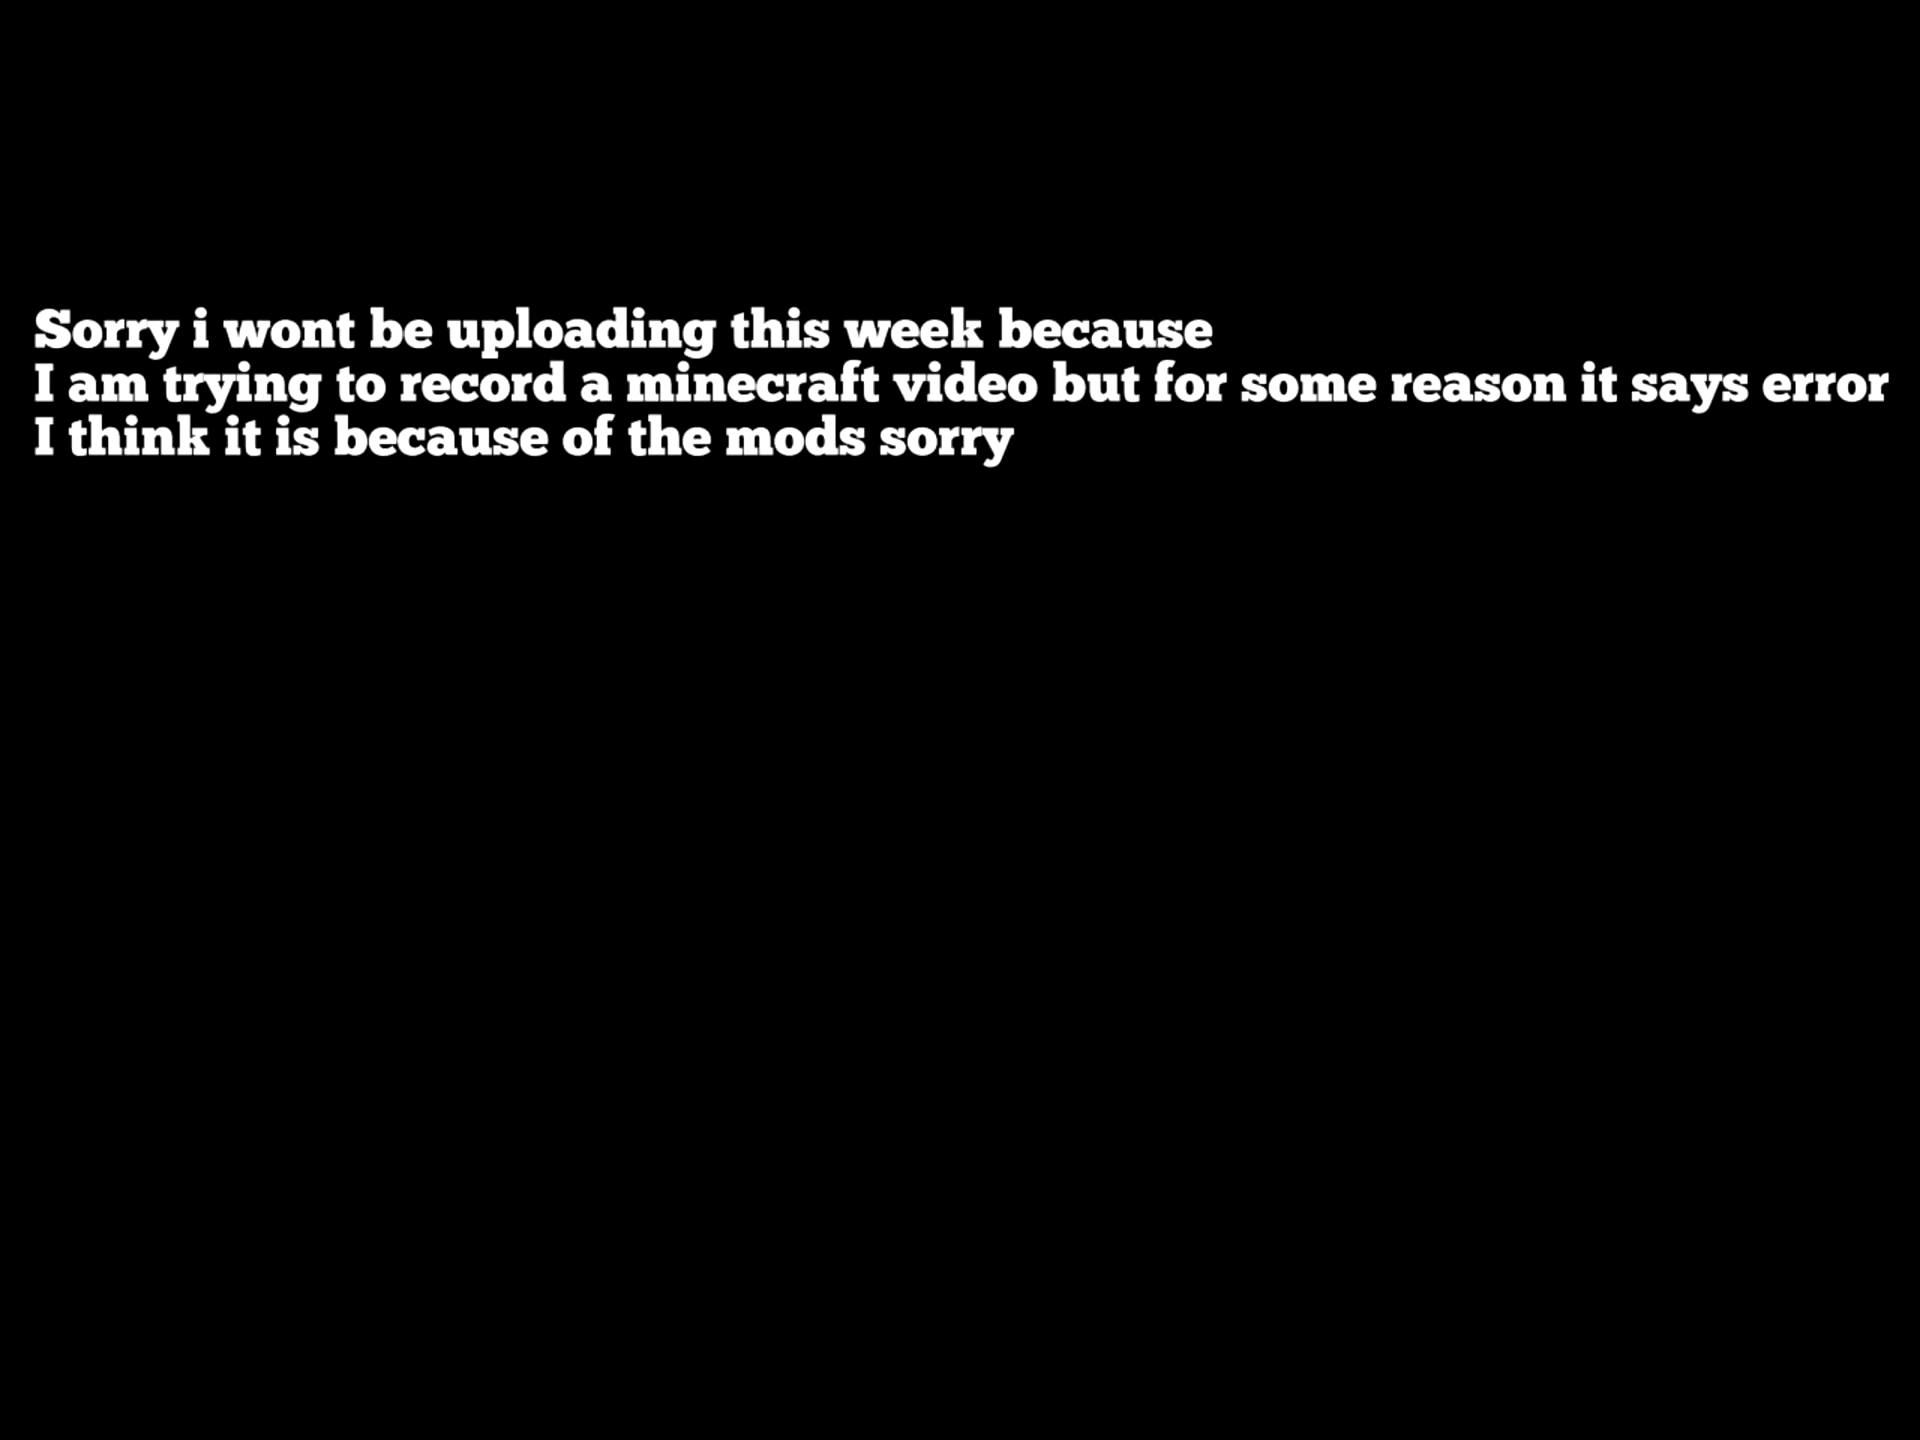 Sorry i wont be uploading this week because
I am trying to record a minecraft video but for some reason it says error
I think it is because of the mods sorry